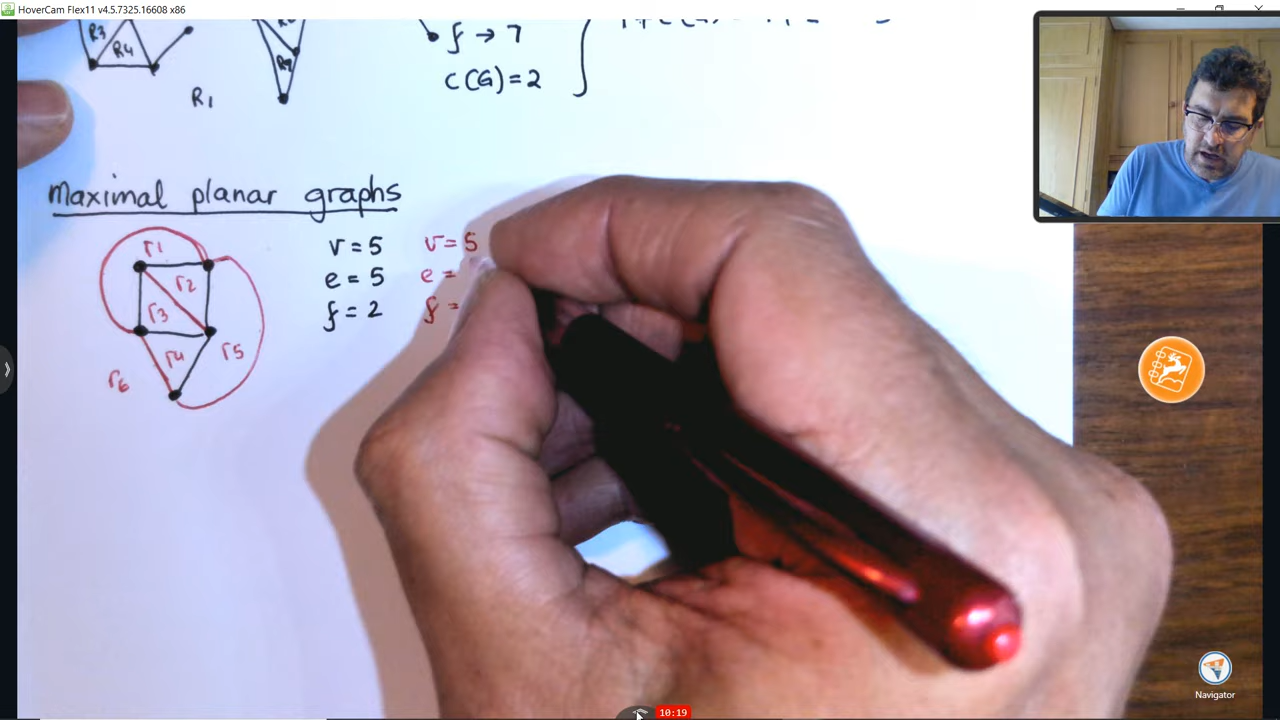 HoverCam Flex11 v4.5.7325.16608 x86
R3
R4
f → 7
C(G) = 2
R1
maximal planar graphs
r1
r2
r3
r4
r5
r6
v = 5
e = 5
f = 2
v = 5
e =
f =
Navigator
10:19